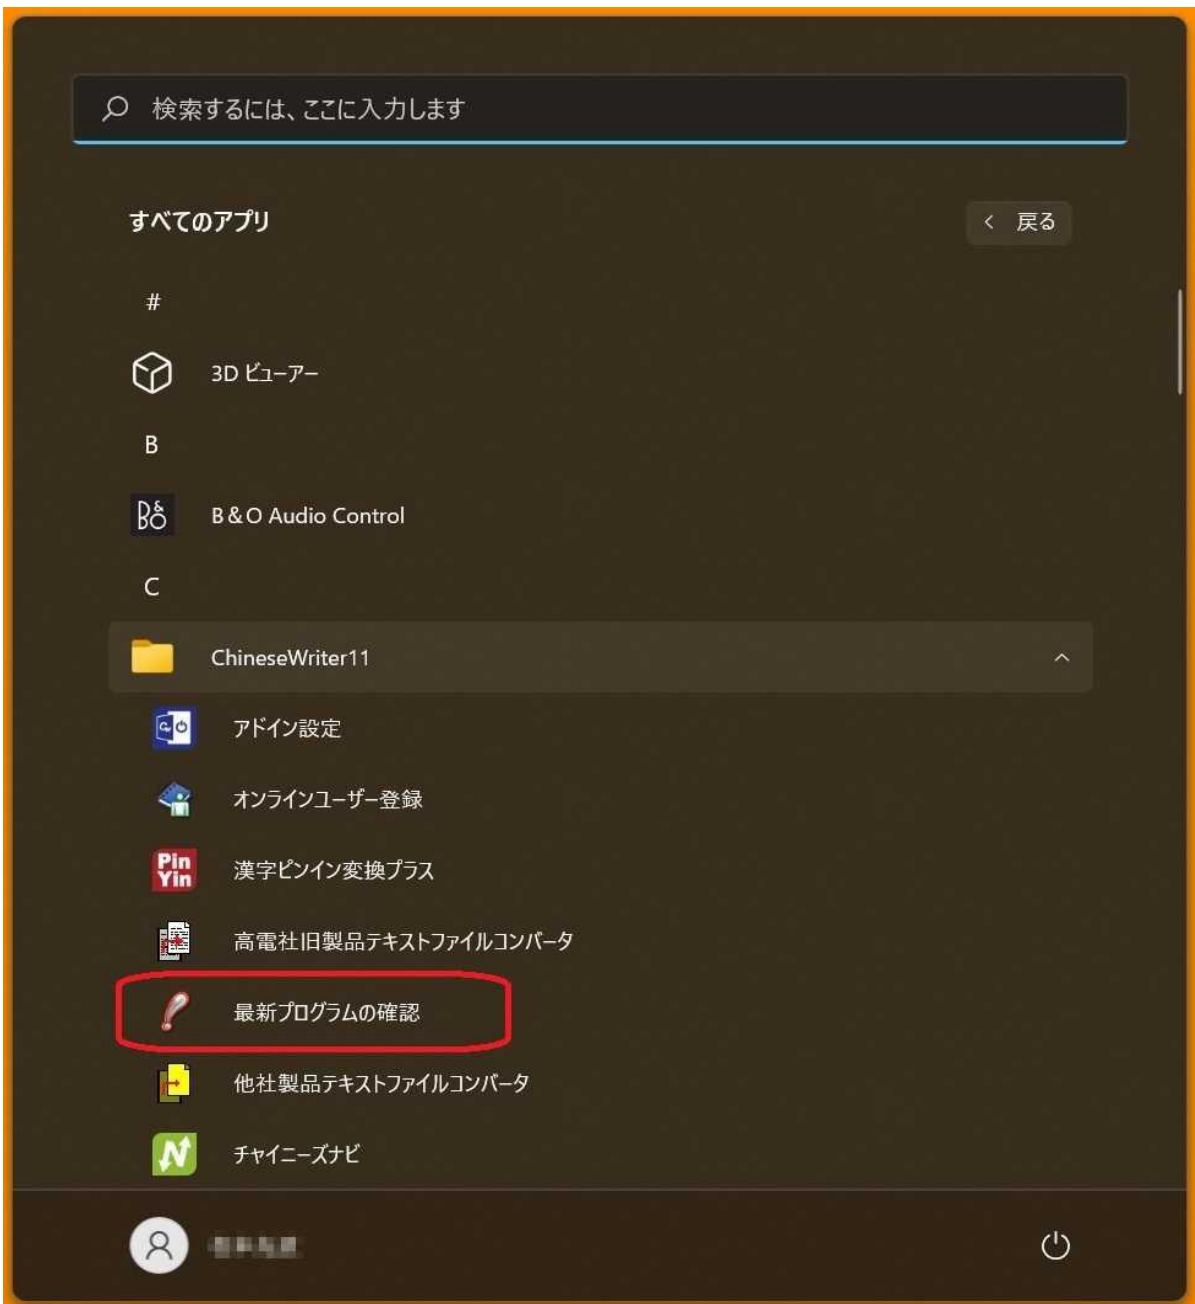 検索するには、ここに入力します
すべてのアプリ
戻る
#
3D ビューアー
B
B&O
B&O Audio Control
C
ChineseWriter11
アドイン設定
オンラインユーザー登録
Pin
Yin
漢字ピンイン変換プラス
高電社旧製品テキストファイルコンバータ
最新プログラムの確認
他社製品テキストファイルコンバータ
N
チャイニーズナビ